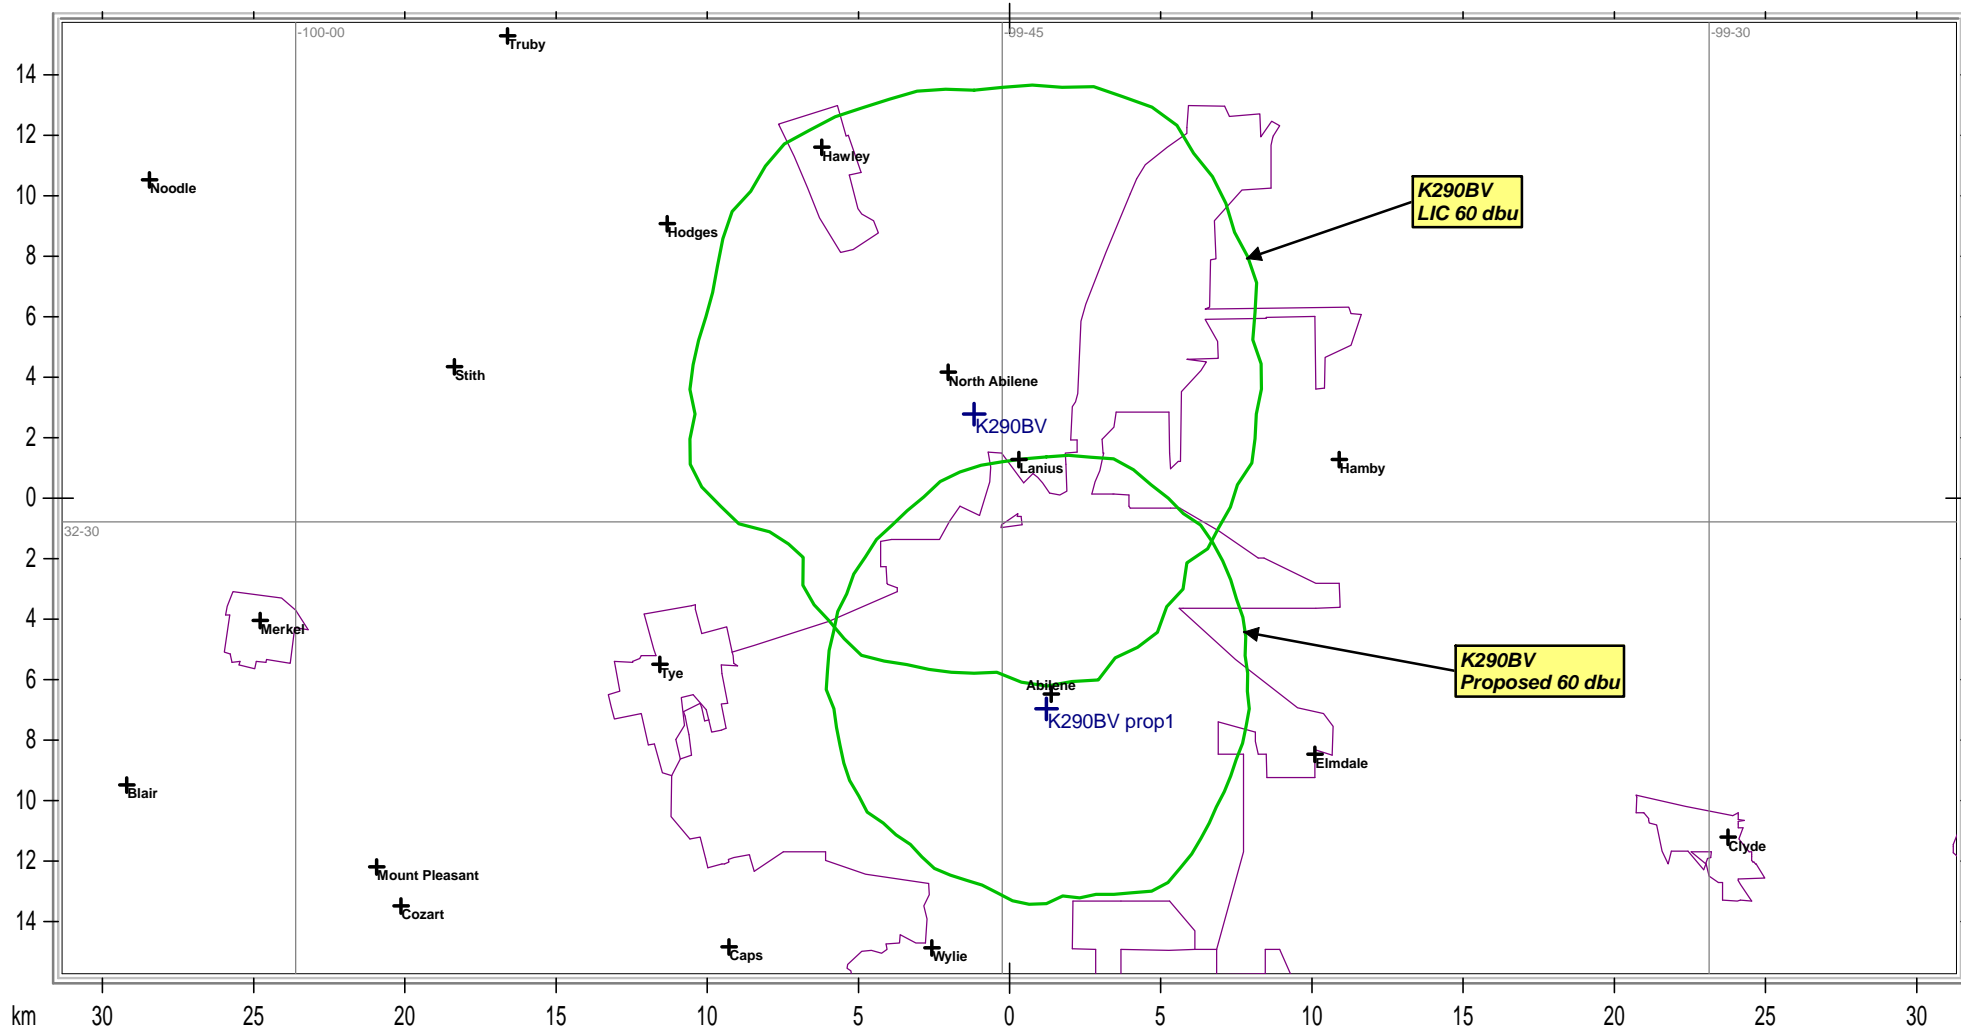 -100-00
-99-45
-99-30
Truby
14
12
Hawley
Noodle
10
K290BV
LIC 60 dbu
Hodges
8
6
Stith
4
North Abilene
K290BV
2
Lanius
Hamby
0
32-30
2
4
Merkel
Tye
K290BV
Proposed 60 dbu
6
Abilene
K290BV prop1
8
Elmdale
Blair
10
Clyde
12
Mount Pleasant
Cozart
14
Caps
Wylie
km
30
25
20
15
10
5
0
5
10
15
20
25
30